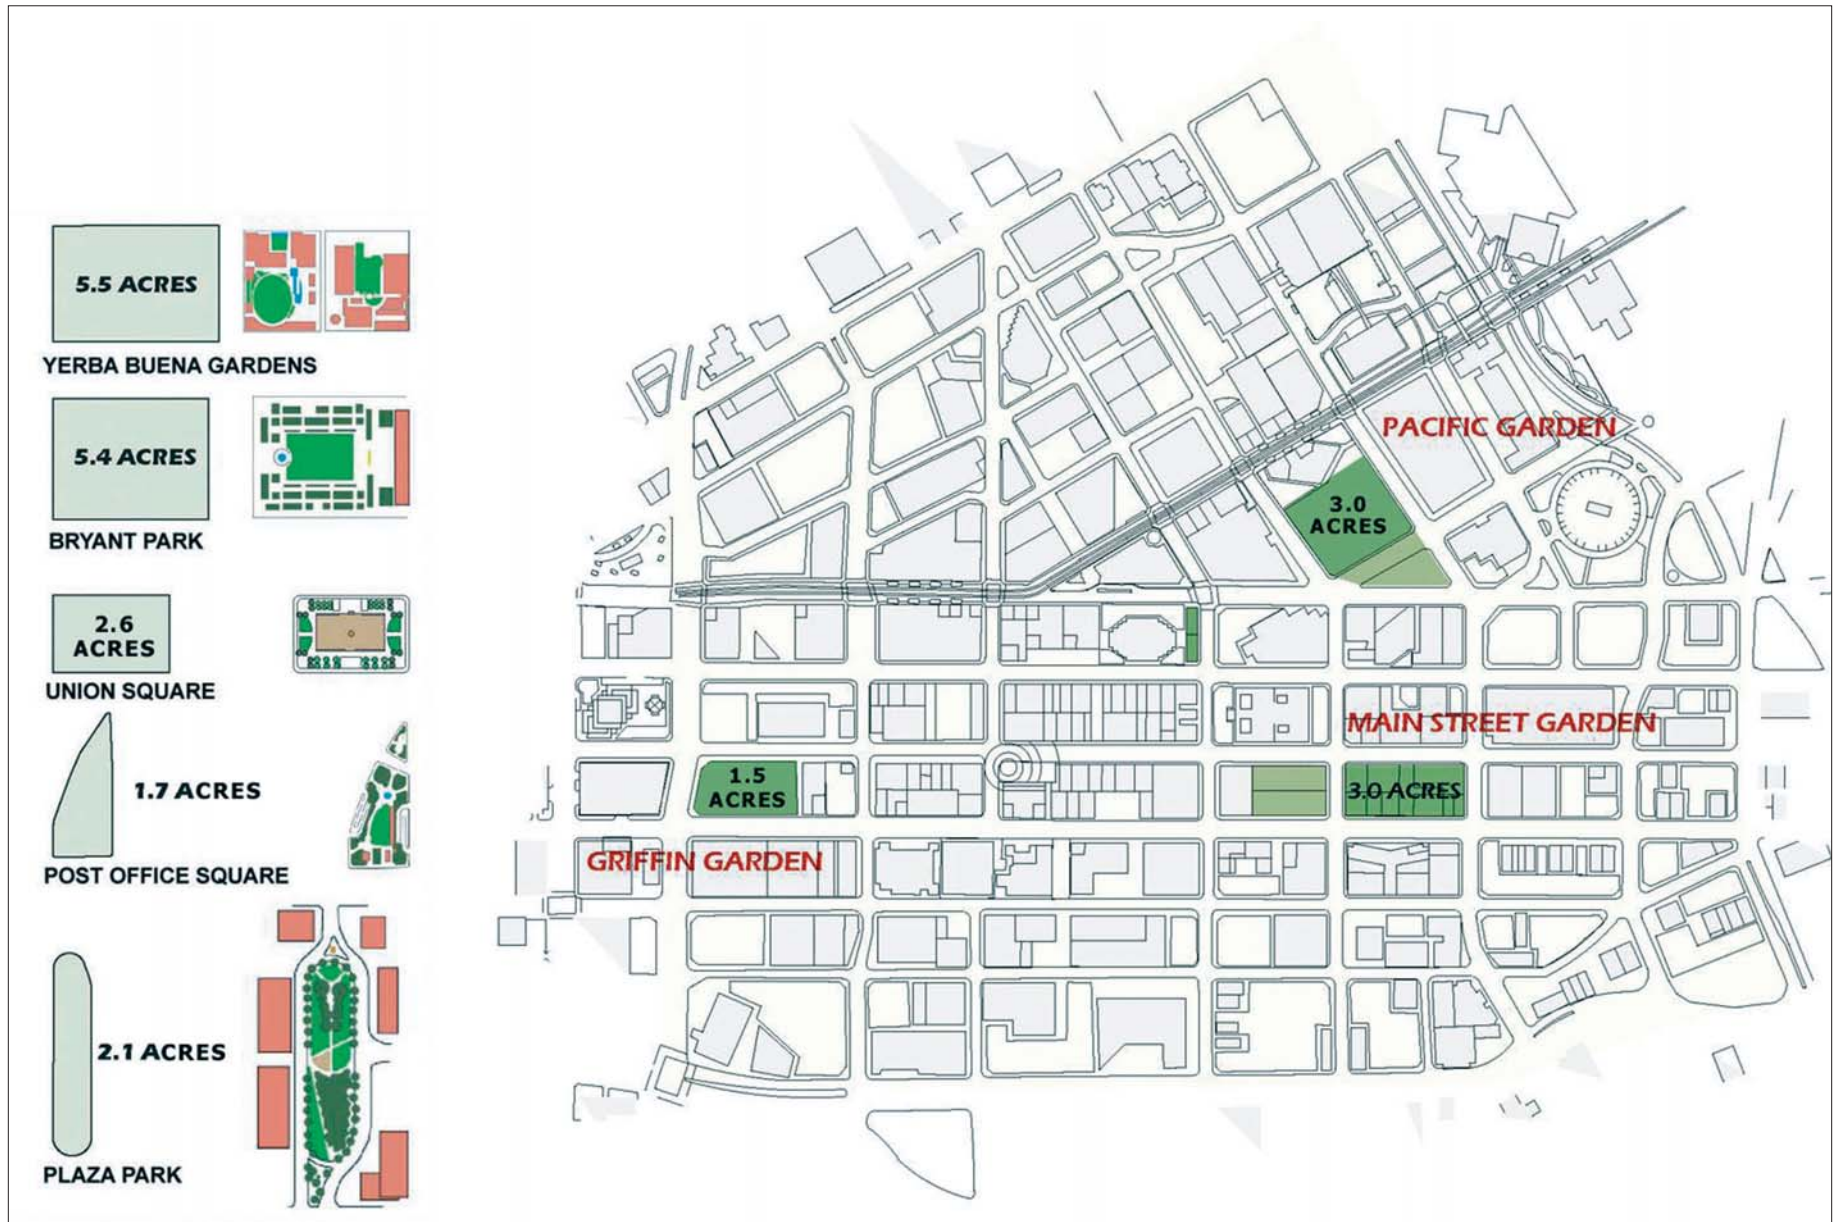 5.5 ACRES
YERBA BUENA GARDENS
5.4 ACRES
BRYANT PARK
2.6
ACRES
UNION SQUARE
1.7 ACRES
POST OFFICE SQUARE
2.1 ACRES
PLAZA PARK
PACIFIC GARDEN
3.0
ACRES
MAIN STREET GARDEN
1.5
ACRES
3.0 ACRES
GRIFFIN GARDEN